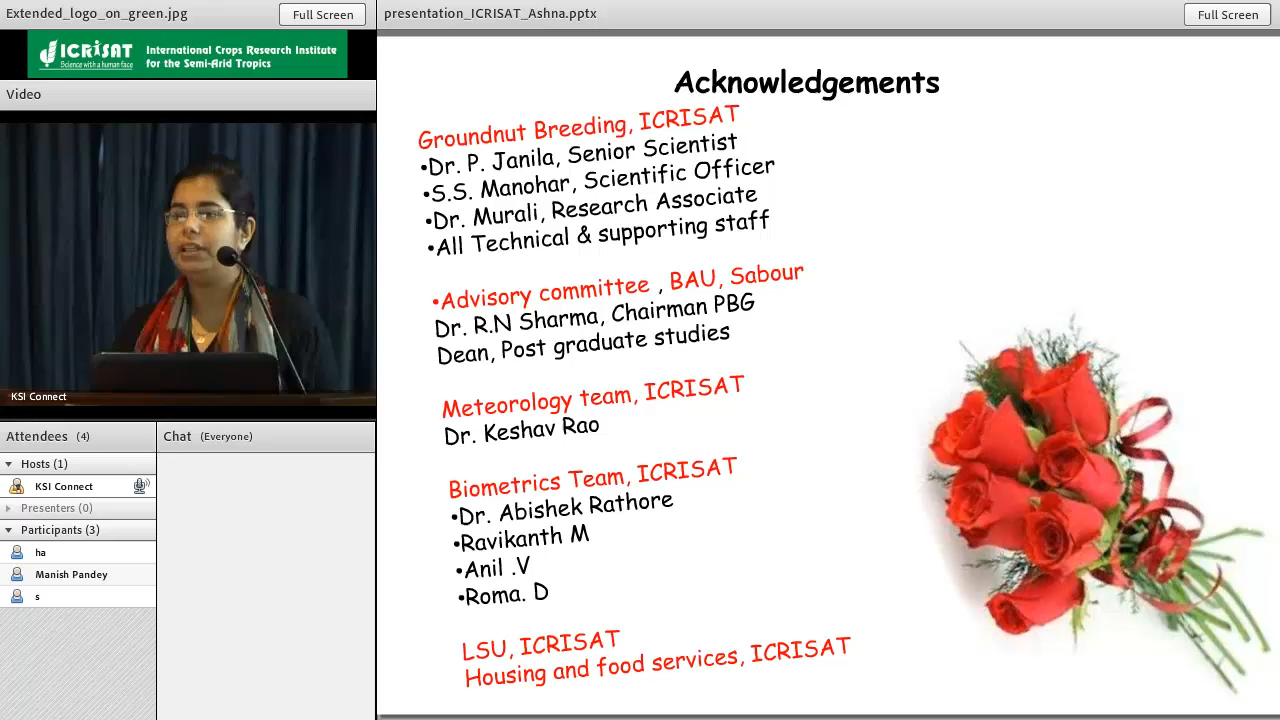 Extended_logo_on_green.jpg
Full Screen
ICRISAT
Science with a human face
International Crops Research Institute
for the Semi-Arid Tropics
Video
KSI Connect
Attendees (4)
Hosts (1)
KSI Connect
Presenters (0)
Participants (3)
ha
Manish Pandey
s
Chat (Everyone)
presentation_ICRISAT_Ashna.pptx
Full Screen
Acknowledgements
Groundnut Breeding, ICRISAT
•Dr. P. Janila, Senior Scientist
•S.S. Manohar, Scientific Officer
•Dr. Murali, Research Associate
•All Technical & supporting staff
•Advisory committee , BAU, Sabour
Dr. R.N Sharma, Chairman PBG
Dean, Post graduate studies
Meteorology team, ICRISAT
Dr. Keshav Rao
Biometrics Team, ICRISAT
•Dr. Abishek Rathore
•Ravikanth M
•Anil .V
•Roma. D
LSU, ICRISAT
Housing and food services, ICRISAT